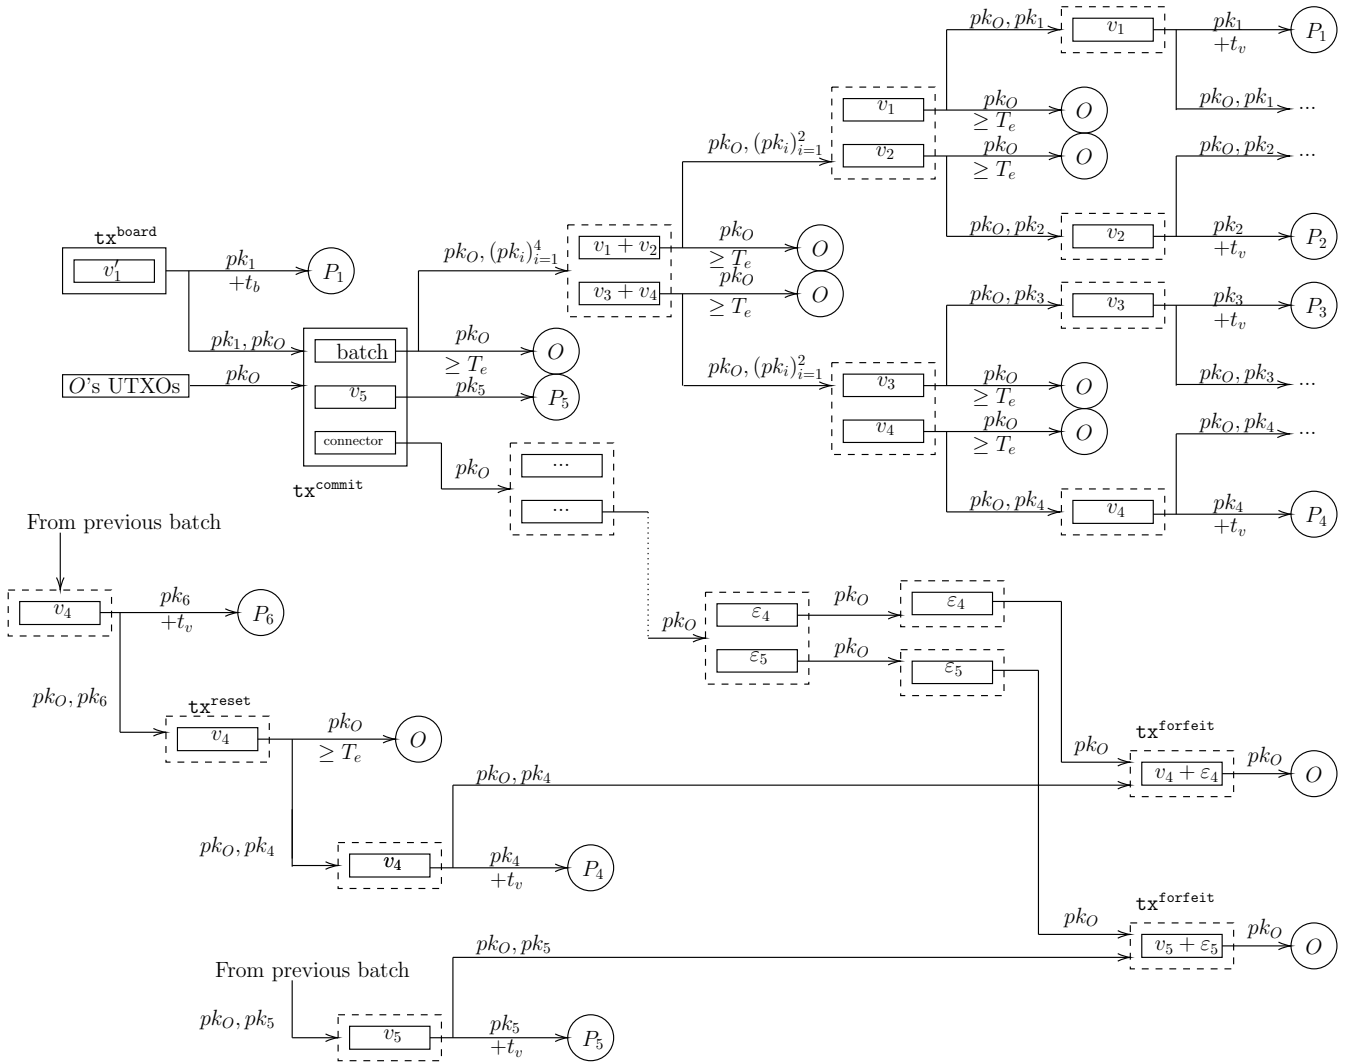 pk_O, pk_1
v_1
pk_1
+t_v
P_1
v_1
pk_O
≥ T_e
O
pk_O, pk_1
...
pk_O, (pk_i)_{i=1}^2
v_2
pk_O
≥ T_e
O
pk_O, pk_2
...
tx^board
v'_1
pk_1
+t_b
P_1
pk_O, (pk_i)_{i=1}^4
v_1 + v_2
pk_O
≥ T_e
O
pk_O, pk_2
v_2
pk_2
+t_v
P_2
v_3 + v_4
pk_O
≥ T_e
O
pk_O, pk_3
v_3
pk_3
+t_v
P_3
pk_1, pk_O
batch
pk_O
≥ T_e
O
pk_O, (pk_i)_{i=1}^2
v_3
pk_O
≥ T_e
O
pk_O, pk_3
...
O's UTXOs
pk_O
v_5
pk_5
P_5
v_4
pk_O
≥ T_e
O
pk_O, pk_4
...
connector
tx^commit
pk_O
...
...
pk_O, pk_4
v_4
pk_4
+t_v
P_4
From previous batch
v_4
pk_6
+t_v
P_6
pk_O
ε_4
pk_O
ε_4
ε_5
pk_O
ε_5
pk_O, pk_6
tx^reset
v_4
pk_O
≥ T_e
O
tx^forfeit
pk_O
v_4 + ε_4
pk_O
O
pk_O, pk_4
pk_O, pk_4
v_4
pk_4
+t_v
P_4
tx^forfeit
pk_O
v_5 + ε_5
pk_O
O
pk_O, pk_5
From previous batch
pk_O, pk_5
v_5
pk_5
+t_v
P_5